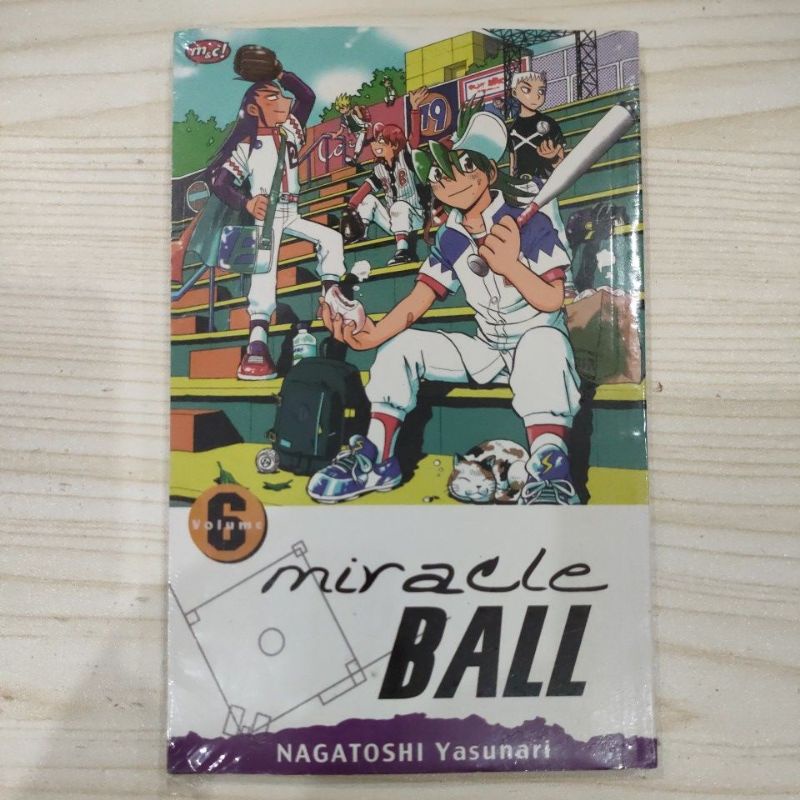 m&c!
19
6
Volume
miracle
BALL
NAGATOSHI Yasunari